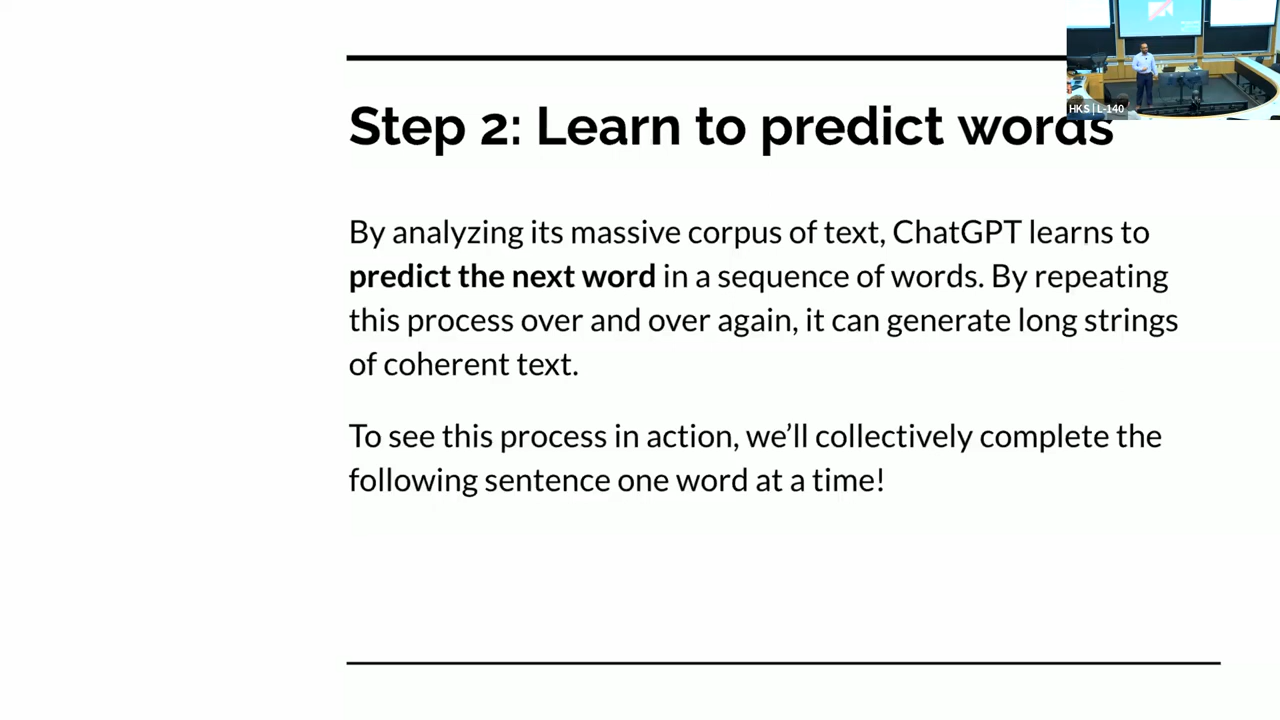 HKS | L-140
Step 2: Learn to predict words
By analyzing its massive corpus of text, ChatGPT learns to
predict the next word in a sequence of words. By repeating
this process over and over again, it can generate long strings
of coherent text.
To see this process in action, we’ll collectively complete the
following sentence one word at a time!